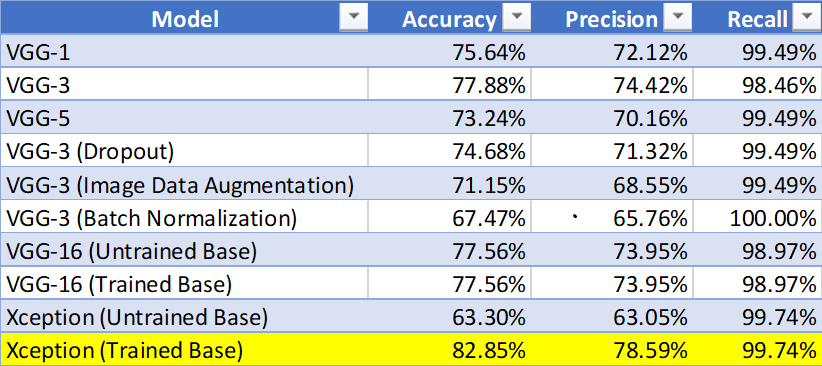 Model Accuracy Precision Recall
VGG-1 75.64% 72.12% 99.49%
VGG-3 77.88% 74.42% 98.46%
VGG-5 73.24% 70.16% 99.49%
VGG-3 (Dropout) 74.68% 71.32% 99.49%
VGG-3 (Image Data Augmentation) 71.15% 68.55% 99.49%
VGG-3 (Batch Normalization) 67.47% 65.76% 100.00%
VGG-16 (Untrained Base) 77.56% 73.95% 98.97%
VGG-16 (Trained Base) 77.56% 73.95% 98.97%
Xception (Untrained Base) 63.30% 63.05% 99.74%
Xception (Trained Base) 82.85% 78.59% 99.74%